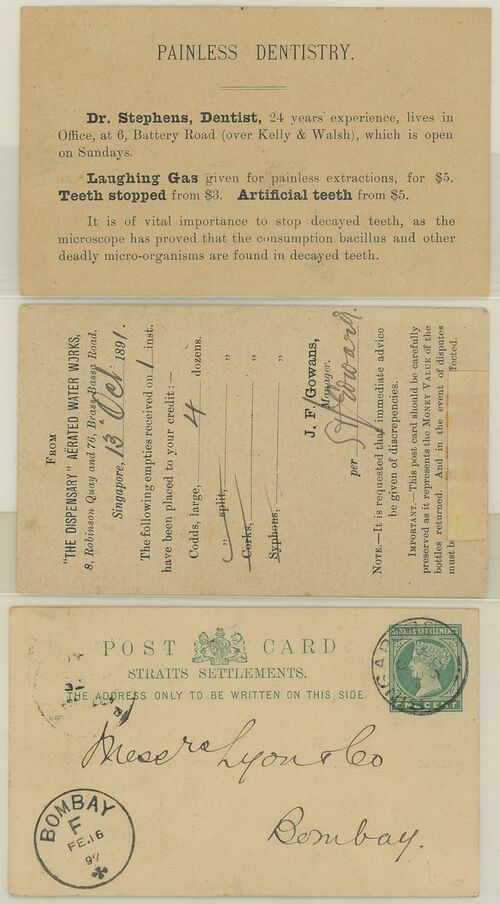 PAINLESS DENTISTRY.
Dr. Stephens, Dentist, 24 years' experience, lives in
Office, at 6, Battery Road (over Kelly & Walsh), which is open
on Sundays.
Laughing Gas given for painless extractions, for $5.
Teeth stopped from $3. Artificial teeth from $5.
It is of vital importance to stop decayed teeth, as the
microscope has proved that the consumption bacillus and other
deadly micro-organisms are found in decayed teeth.
FROM
"THE DISPENSARY" AERATED WATER WORKS,
8, Robinson Quay and 76, Brass Bassa Road.
Singapore, 13 Oct 1891.
The following empties received on 1 inst.
have been placed to your credit:—
Codds, large, 4 dozens.
" split, "
Corks, "
Syphons, "
J. F. Gowans,
Manager.
per
NOTE.—It is requested that immediate advice
be given of discrepencies.
IMPORTANT.—This post card should be carefully
preserved as it represents the MONEY VALUE of the
bottles returned. And in the event of disputes
must be fected.
POST CARD
STRAITS SETTLEMENTS.
THE ADDRESS ONLY TO BE WRITTEN ON THIS SIDE.
STRAITS SETTLEMENTS
ONE CENT
Messrs Lyon & Co
Bombay.
BOMBAY
F
FE.16
97